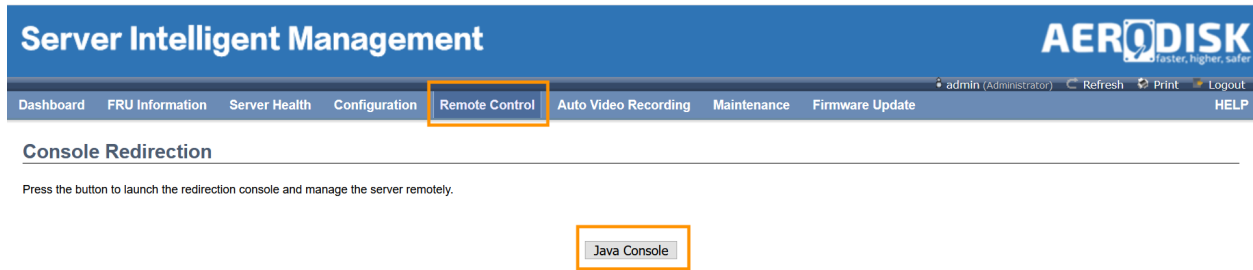 Server Intelligent Management
AERODISK
faster, higher, safer
admin (Administrator) Refresh Print Logout
Dashboard FRU Information Server Health Configuration Remote Control Auto Video Recording Maintenance Firmware Update HELP
Console Redirection
Press the button to launch the redirection console and manage the server remotely.
Java Console